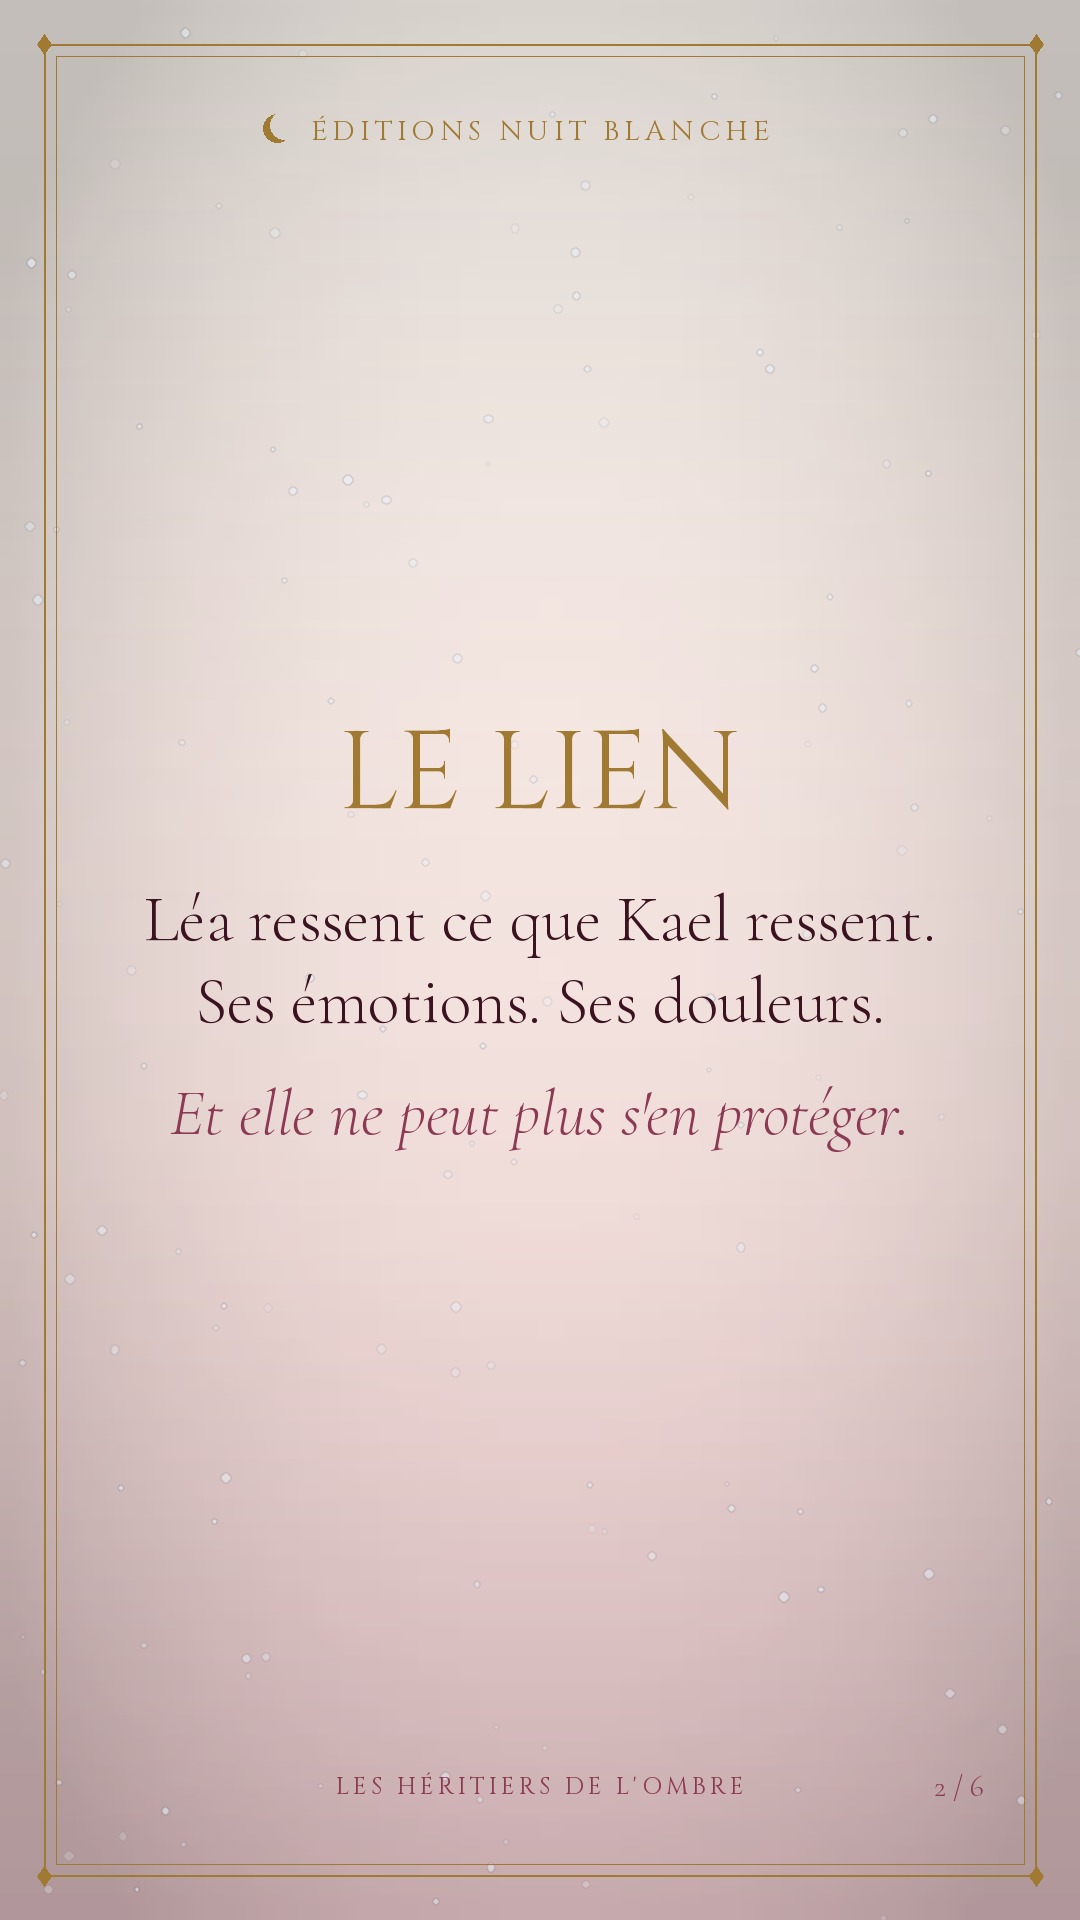 ÉDITIONS NUIT BLANCHE
LE LIEN
Léa ressent ce que Kael ressent.
Ses émotions. Ses douleurs.
Et elle ne peut plus s'en protéger.
LES HÉRITIERS DE L'OMBRE
2 / 6